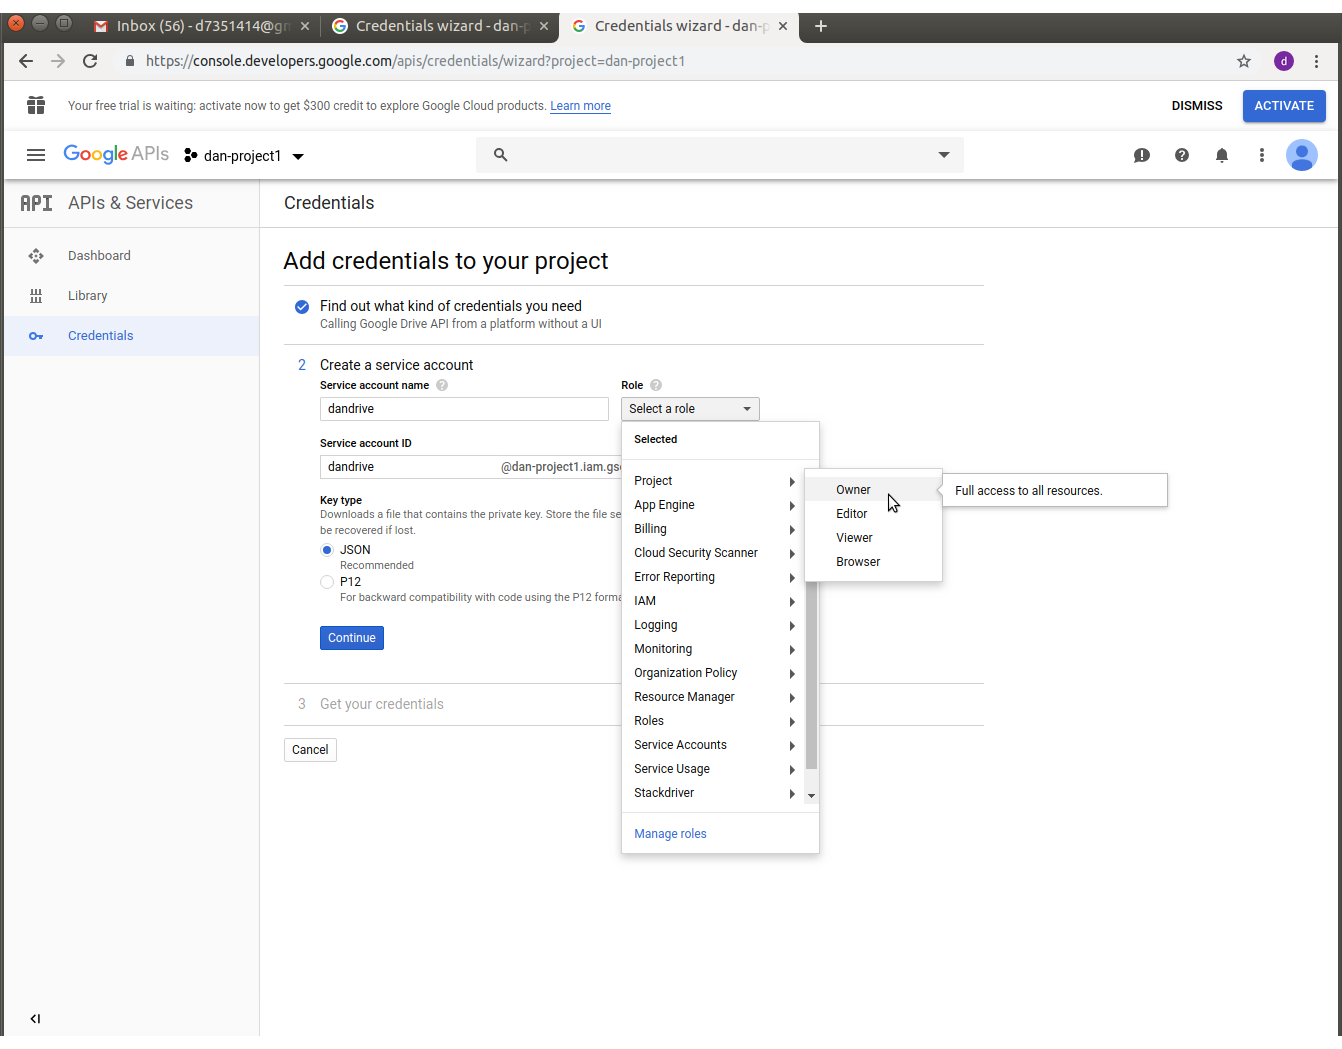 Inbox (56) - d7351414@gm
Credentials wizard - dan-p
Credentials wizard - dan-p
https://console.developers.google.com/apis/credentials/wizard?project=dan-project1
d
Your free trial is waiting: activate now to get $300 credit to explore Google Cloud products. Learn more
DISMISS
ACTIVATE
Google APIs
dan-project1
API APIs & Services
Credentials
Dashboard
Library
Credentials
Add credentials to your project
Find out what kind of credentials you need
Calling Google Drive API from a platform without a UI
2 Create a service account
Service account name
Role
dandrive
Select a role
Service account ID
dandrive @dan-project1.iam.gse
Key type
Downloads a file that contains the private key. Store the file se
be recovered if lost.
JSON
Recommended
P12
For backward compatibility with code using the P12 forma
Continue
3 Get your credentials
Cancel
Selected
Project
App Engine
Billing
Cloud Security Scanner
Error Reporting
IAM
Logging
Monitoring
Organization Policy
Resource Manager
Roles
Service Accounts
Service Usage
Stackdriver
Manage roles
Owner
Editor
Viewer
Browser
Full access to all resources.